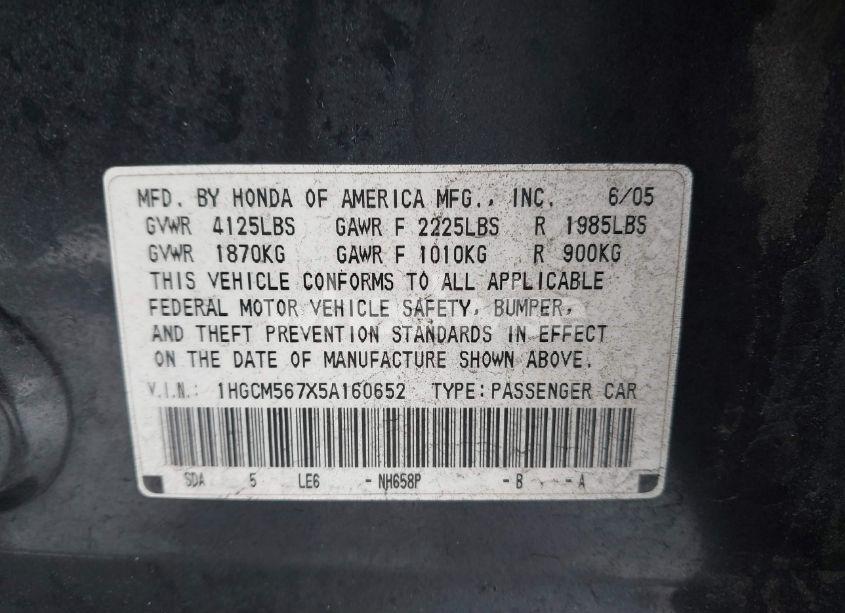 MFD. BY HONDA OF AMERICA MFG., INC. 6/05
GVWR 4125LBS GAWR F 2225LBS R 1985LBS
GVWR 1870KG GAWR F 1010KG R 900KG
THIS VEHICLE CONFORMS TO ALL APPLICABLE
FEDERAL MOTOR VEHICLE SAFETY, BUMPER,
AND THEFT PREVENTION STANDARDS IN EFFECT
ON THE DATE OF MANUFACTURE SHOWN ABOVE.
V.I.N.: 1HGCM567X5A160652 TYPE: PASSENGER CAR
SDA 5 LE6 - NH658P - B - A